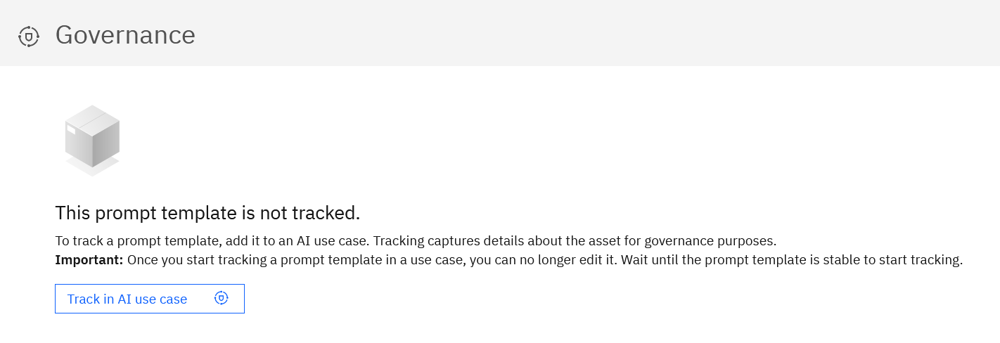 Governance
This prompt template is not tracked.
To track a prompt template, add it to an AI use case. Tracking captures details about the asset for governance purposes.
Important: Once you start tracking a prompt template in a use case, you can no longer edit it. Wait until the prompt template is stable to start tracking.
Track in AI use case